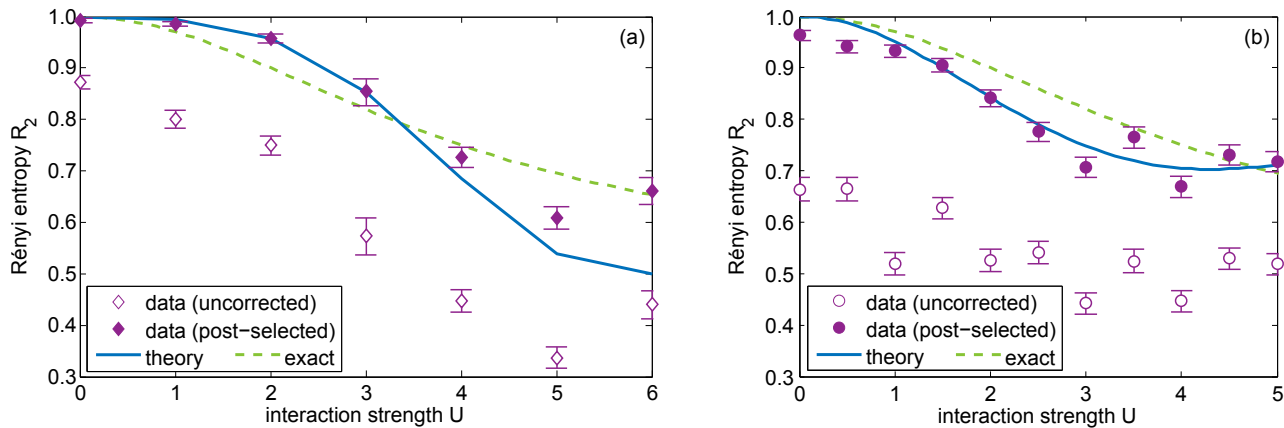 (a)
Rényi entropy R2
1.0
0.9
0.8
0.7
0.6
0.5
0.4
0.3
data (uncorrected)
data (post−selected)
theory exact
0 1 2 3 4 5 6
interaction strength U
(b)
Rényi entropy R2
1.0
0.9
0.8
0.7
0.6
0.5
0.4
0.3
data (uncorrected)
data (post−selected)
theory exact
0 1 2 3 4 5
interaction strength U